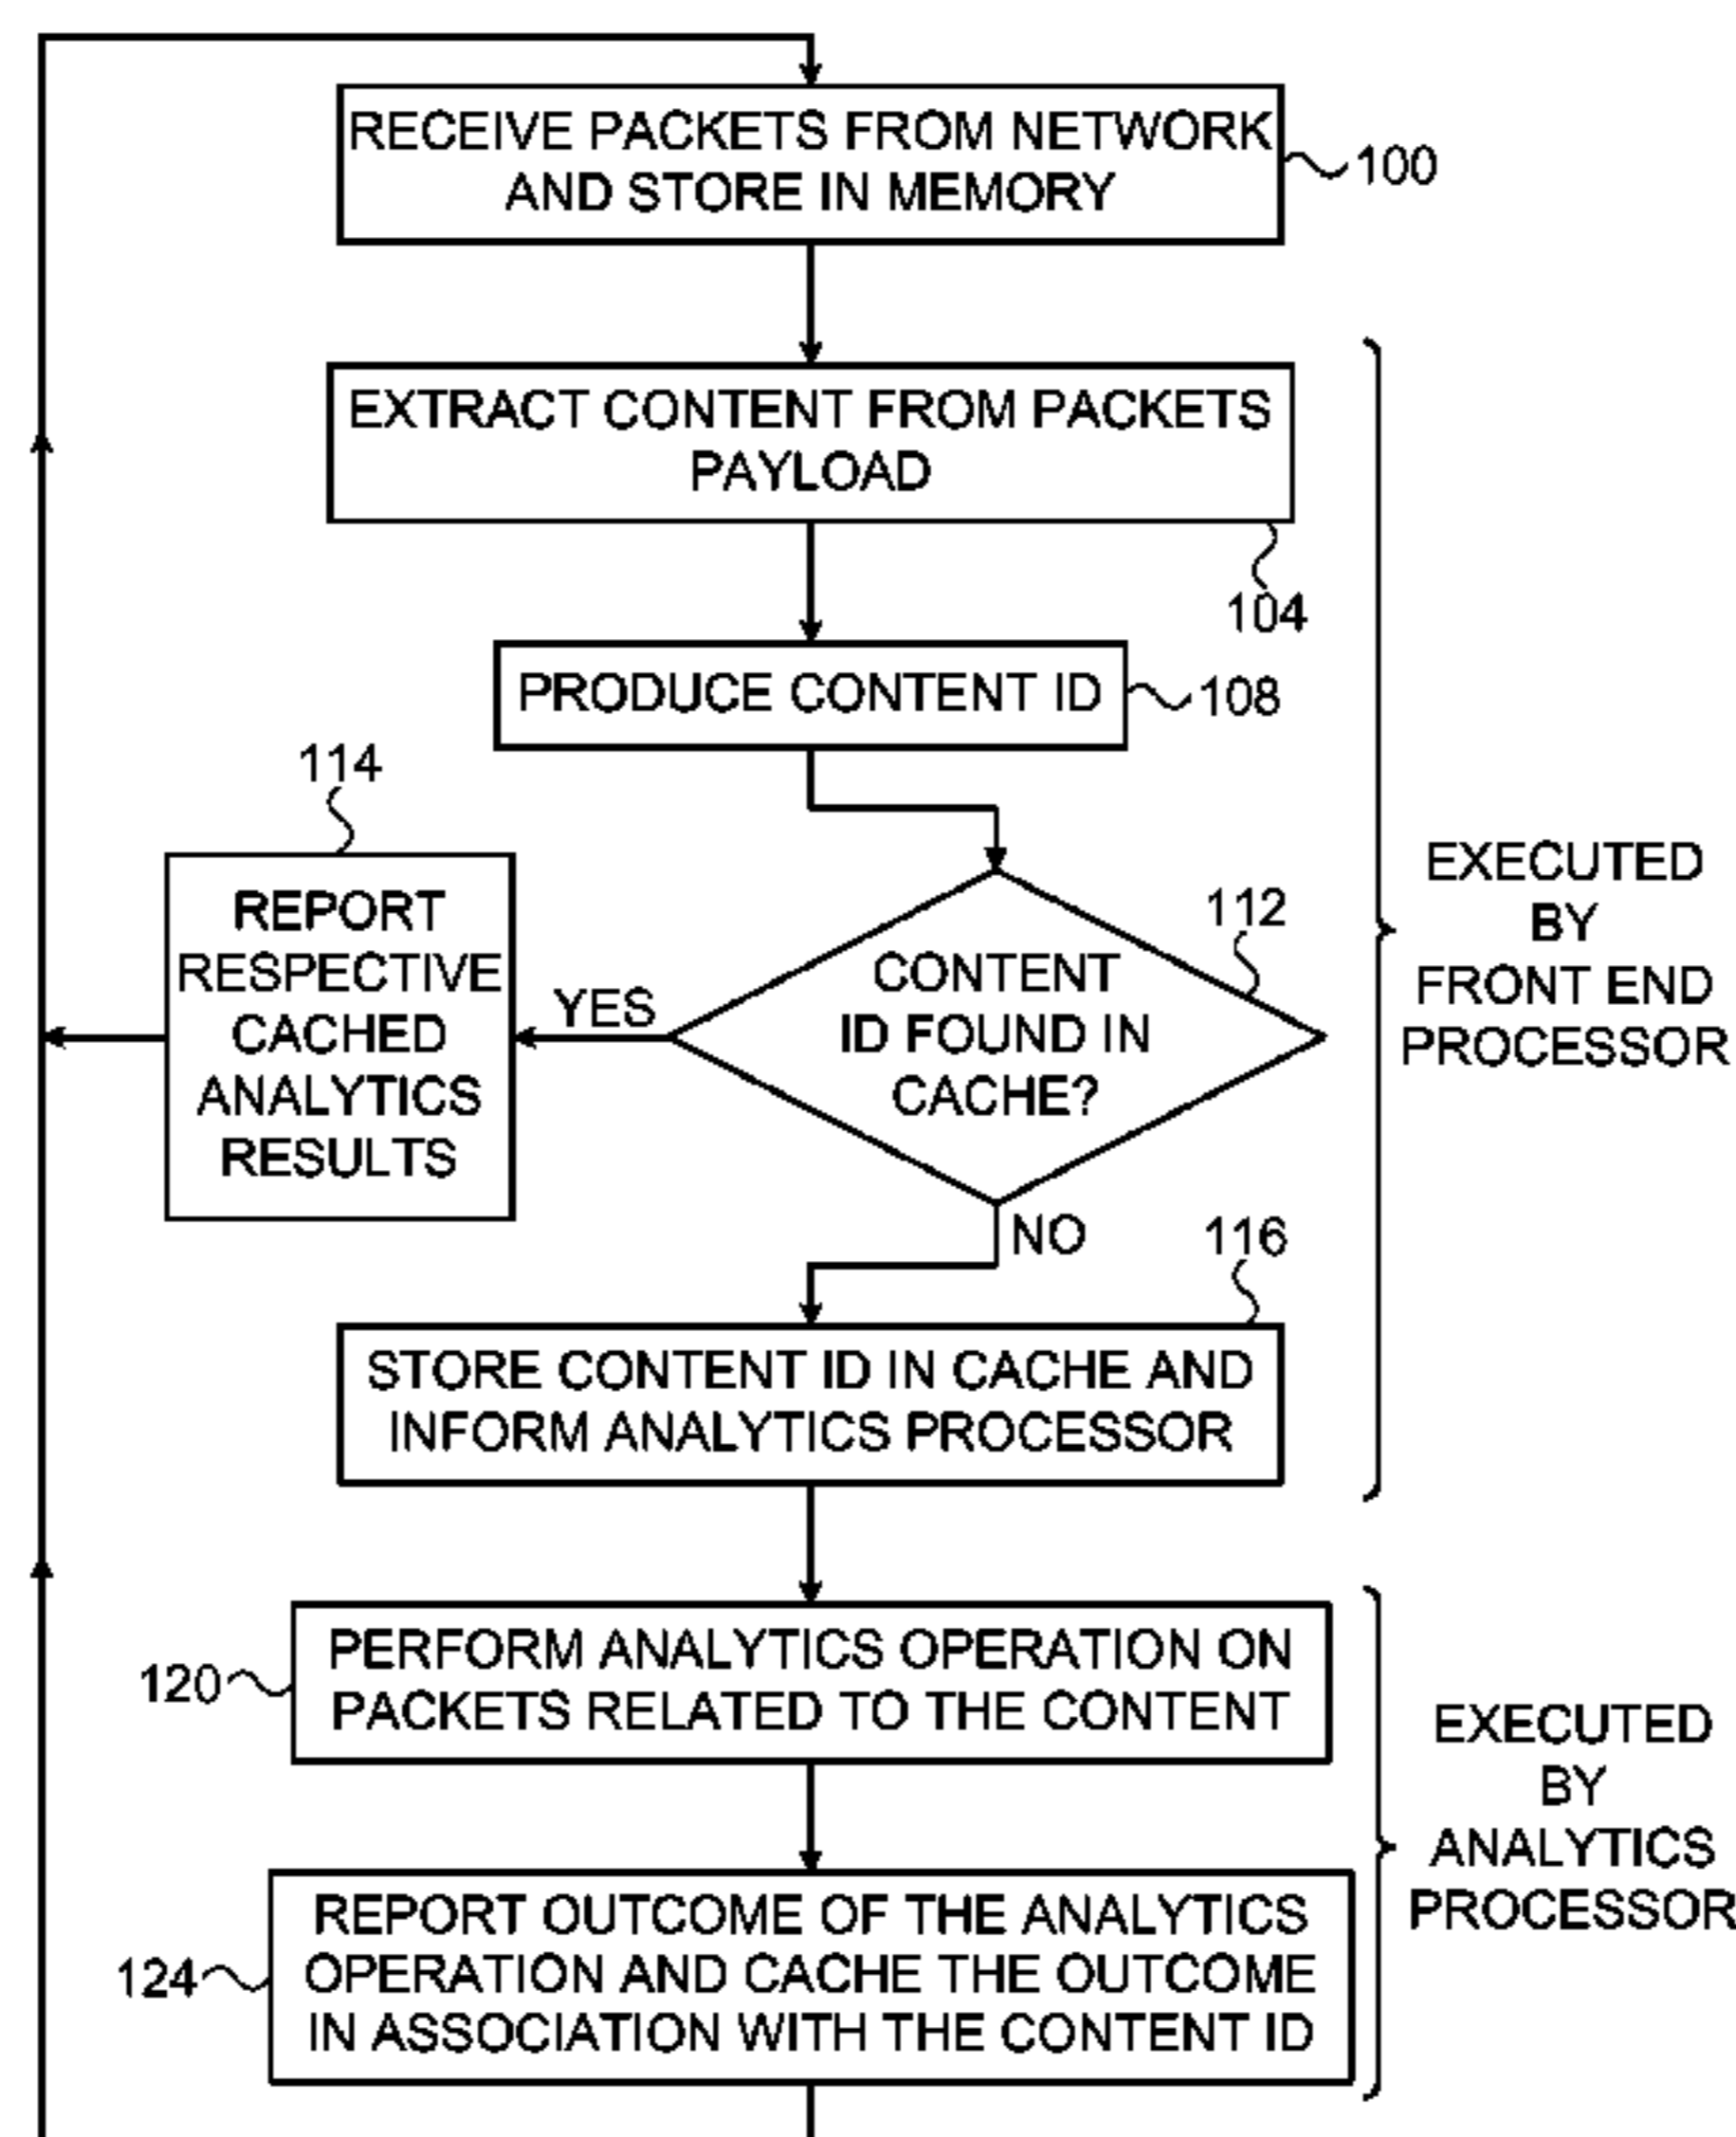 RECEIVE PACKETS FROM NETWORK
AND STORE IN MEMORY
100
EXTRACT CONTENT FROM PACKETS
PAYLOAD
104
PRODUCE CONTENT ID
108
114
REPORT
RESPECTIVE
CACHED
ANALYTICS
RESULTS
YES
112
CONTENT
ID FOUND IN
CACHE?
NO
EXECUTED
BY
FRONT END
PROCESSOR
116
STORE CONTENT ID IN CACHE AND
INFORM ANALYTICS PROCESSOR
120
PERFORM ANALYTICS OPERATION ON
PACKETS RELATED TO THE CONTENT
EXECUTED
BY
ANALYTICS
PROCESSOR
124
REPORT OUTCOME OF THE ANALYTICS
OPERATION AND CACHE THE OUTCOME
IN ASSOCIATION WITH THE CONTENT ID